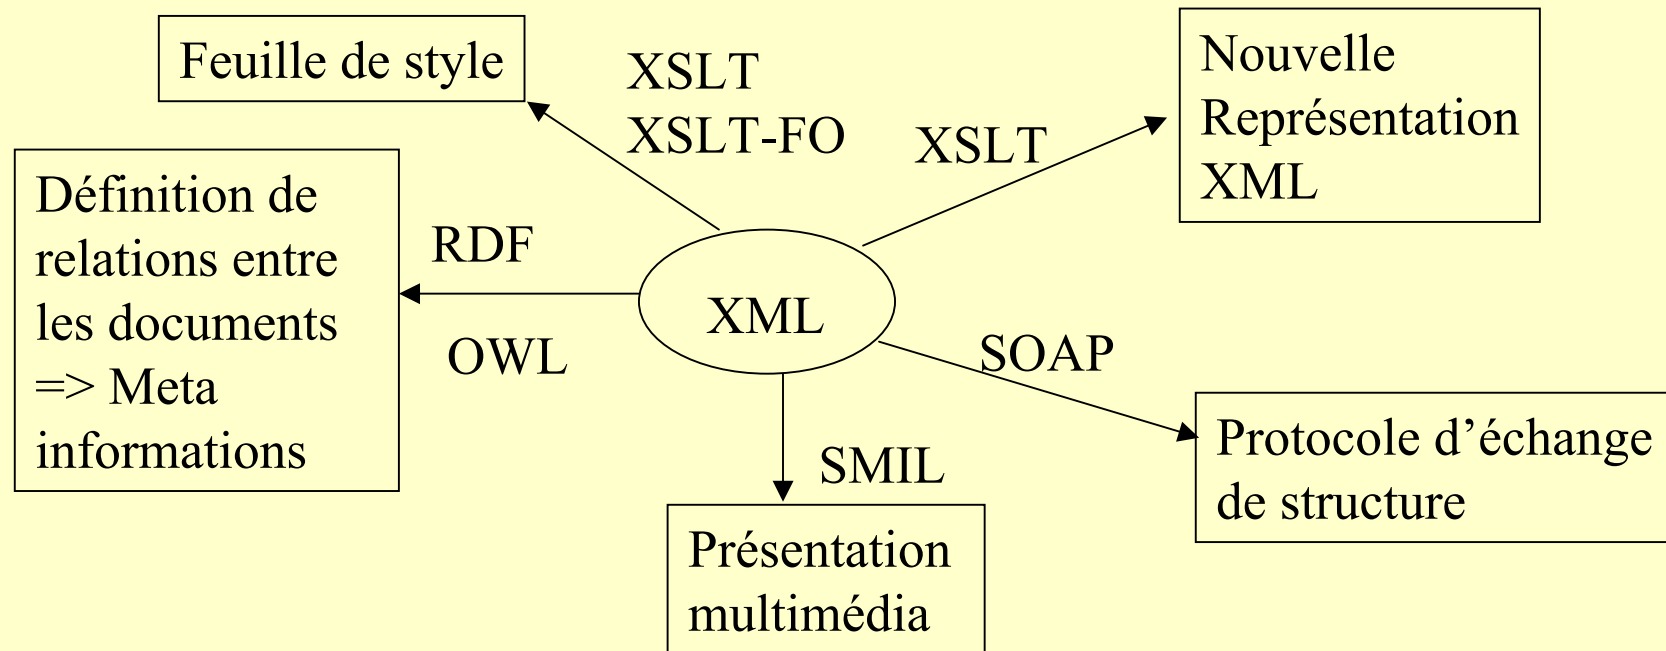 Feuille de style
XSLT
XSLT-FO
XSLT
Nouvelle
Représentation
XML
Définition de
relations entre
les documents
=> Meta
informations
RDF
OWL
XML
SOAP
Protocole d’échange
de structure
SMIL
Présentation
multimédia